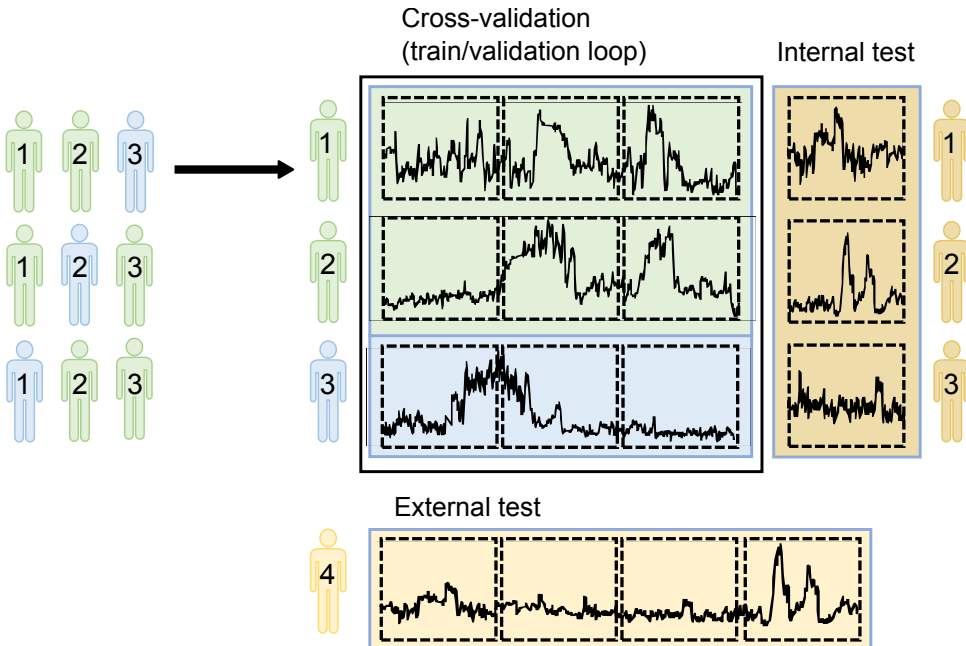 Cross-validation
(train/validation loop)
Internal test
1 2 3
1
1
1 2 3
2
2
1 2 3
3
3
External test
4